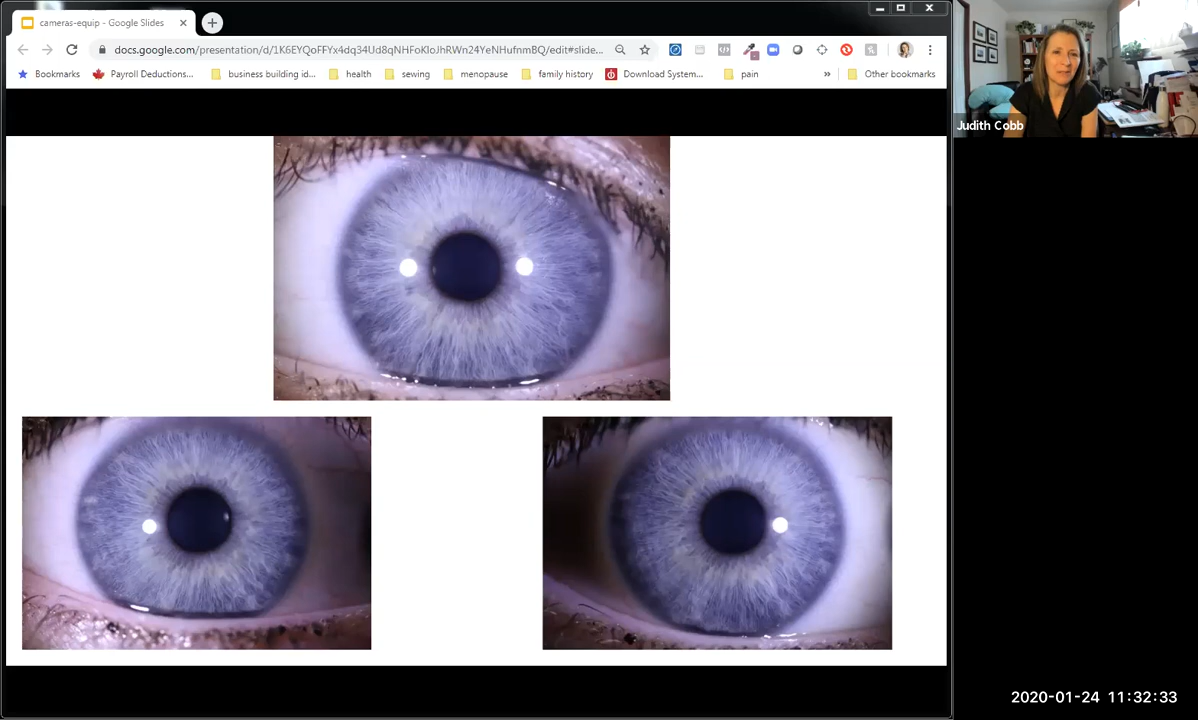 cameras-equip - Google Slides
docs.google.com/presentation/d/1K6EYQoFFYx4dq34Ud8qNHFoKloJhRWn24YeNHufnmBQ/edit#slide...
Bookmarks Payroll Deductions... business building id... health sewing menopause family history Download System... pain » Other bookmarks
Judith Cobb
2020-01-24 11:32:33